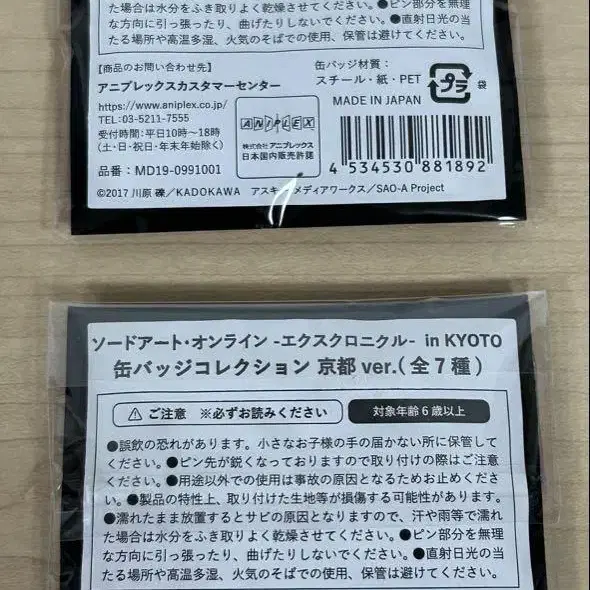 た場合は水分をふき取りよく乾燥させてください。●ピン部分を無理
な方向に引っ張ったり、曲げたりしないでください。●直射日光の当
たる場所や高温多湿、火気のそばでの使用、保管は避けてください。
【商品のお問い合わせ先】
アニプレックスカスタマーセンター
https://www.aniplex.co.jp/
TEL:03-5211-7555
受付時間:平日10時~18時
(土・日・祝日・年末年始除く)
品番:MD19-0991001
缶バッジ材質:
スチール・紙・PET
プラ
袋
MADE IN JAPAN
ANIPLEX
株式会社 アニプレックス
日本国内販売許諾
4 534530 881892
©2017 川原 礫/KADOKAWA アスキー・メディアワークス/SAO-A Project
ソードアート・オンライン -エクスクロニクル- in KYOTO
缶バッジコレクション 京都 ver.(全7種)
ご注意 ※必ずお読みください
対象年齢6歳以上
●誤飲の恐れがあります。小さなお子様の手の届かない所に保管して
ください。●ピン先が鋭くなっておりますので取り付けの際はご注意
ください。●用途以外での使用は事故の原因となるためお止めくださ
い。●製品の特性上、取り付けた生地等が損傷する可能性があります。
●濡れたまま放置するとサビの原因となりますので、汗や雨等で濡れ
た場合は水分をふき取りよく乾燥させてください。●ピン部分を無理
な方向に引っ張ったり、曲げたりしないでください。●直射日光の当
たる場所や高温多湿、火気のそばでの使用、保管は避けてください。